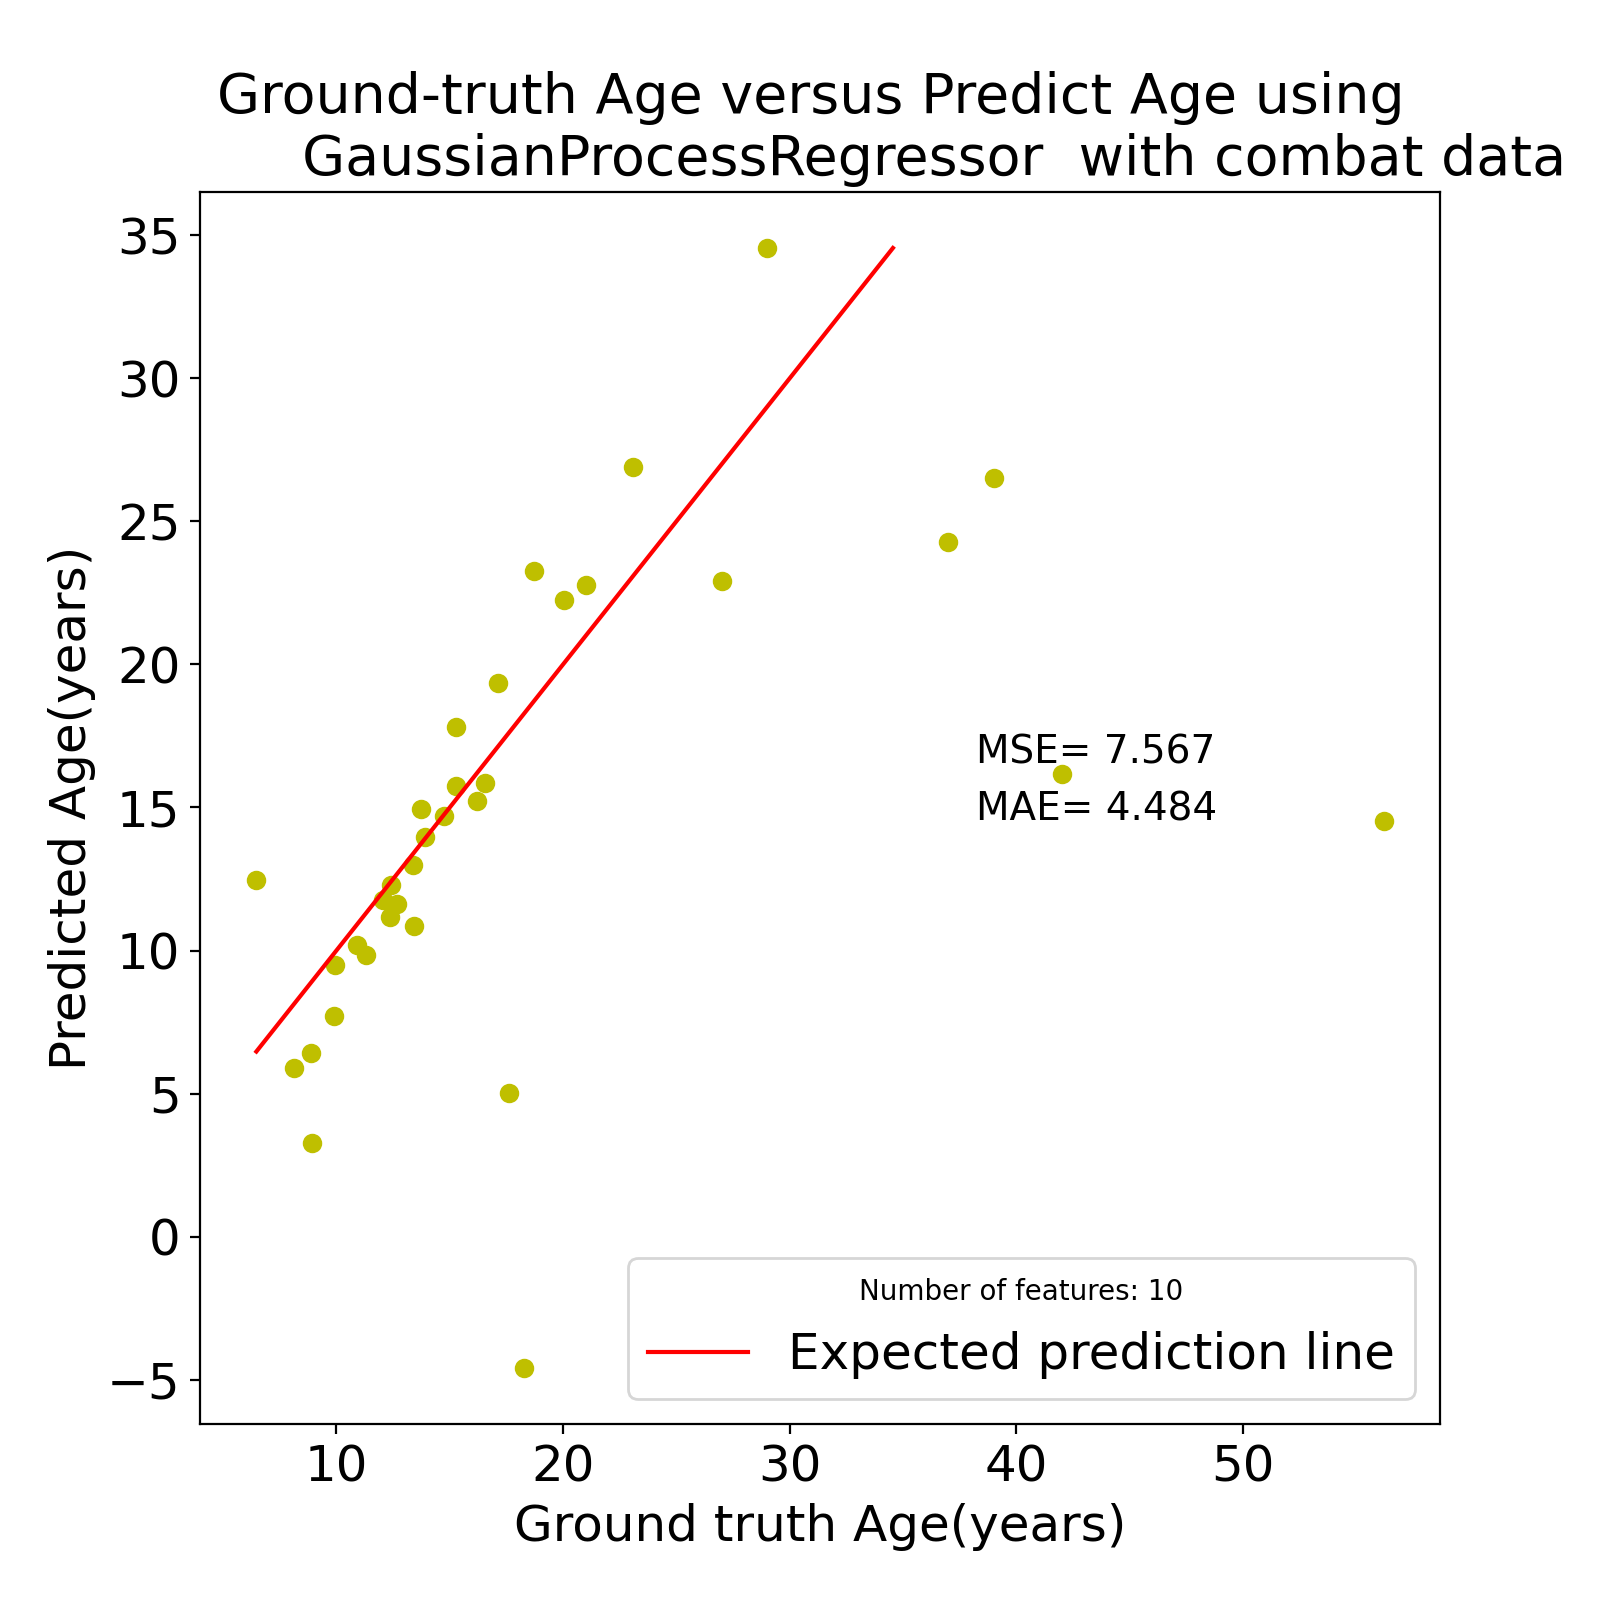 Ground-truth Age versus Predict Age using
GaussianProcessRegressor  with combat data
35
30
25
20
15
10
5
0
−5
Predicted Age(years)
MSE= 7.567
MAE= 4.484
Number of features: 10
Expected prediction line
10
20
30
40
50
Ground truth Age(years)